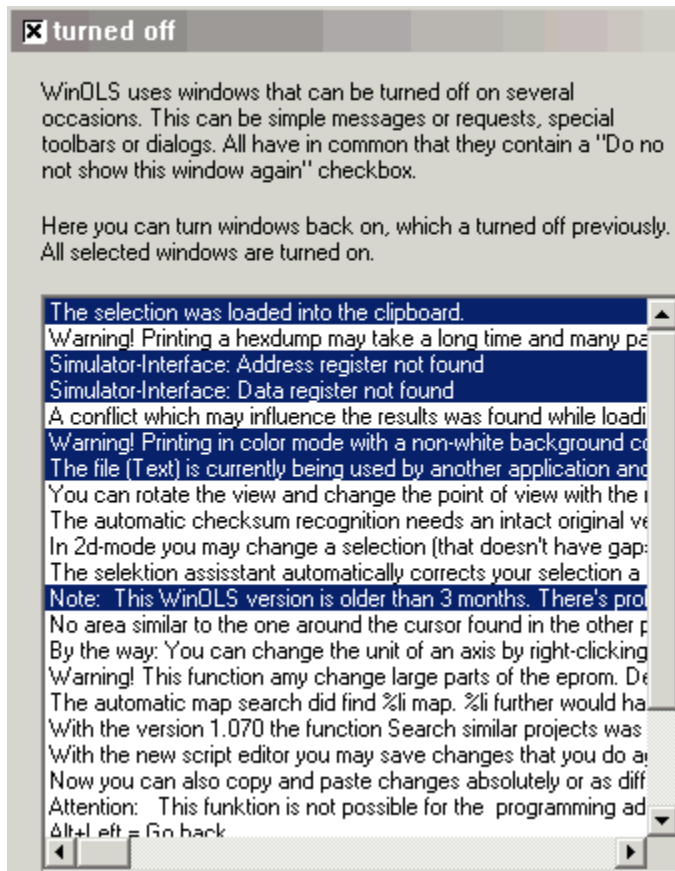 turned off
WinOLS uses windows that can be turned off on several
occasions. This can be simple messages or requests, special
toolbars or dialogs. All have in common that they contain a "Do no
not show this window again" checkbox.
Here you can turn windows back on, which a turned off previously.
All selected windows are turned on.
The selection was loaded into the clipboard.
Warning! Printing a hexdump may take a long time and many pa
Simulator-Interface: Address register not found
Simulator-Interface: Data register not found
A conflict which may influence the results was found while loadi
Warning! Printing in color mode with a non-white background co
The file (Text) is currently being used by another application and
You can rotate the view and change the point of view with the
The automatic checksum recognition needs an intact original ve
In 2d-mode you may change a selection (that doesn't have gap
The selektion assisstant automatically corrects your selection a
Note: This WinOLS version is older than 3 months. There's prol
No area similar to the one around the cursor found in the other p
By the way: You can change the unit of an axis by right-clicking
Warning! This function amy change large parts of the eprom. De
The automatic map search did find %li map. %li further would ha
With the version 1.070 the function Search similar projects was
With the new script editor you may save changes that you do a
Now you can also copy and paste changes absolutely or as diff
Attention: This funktion is not possible for the programming ad
Alt+Left = Go back